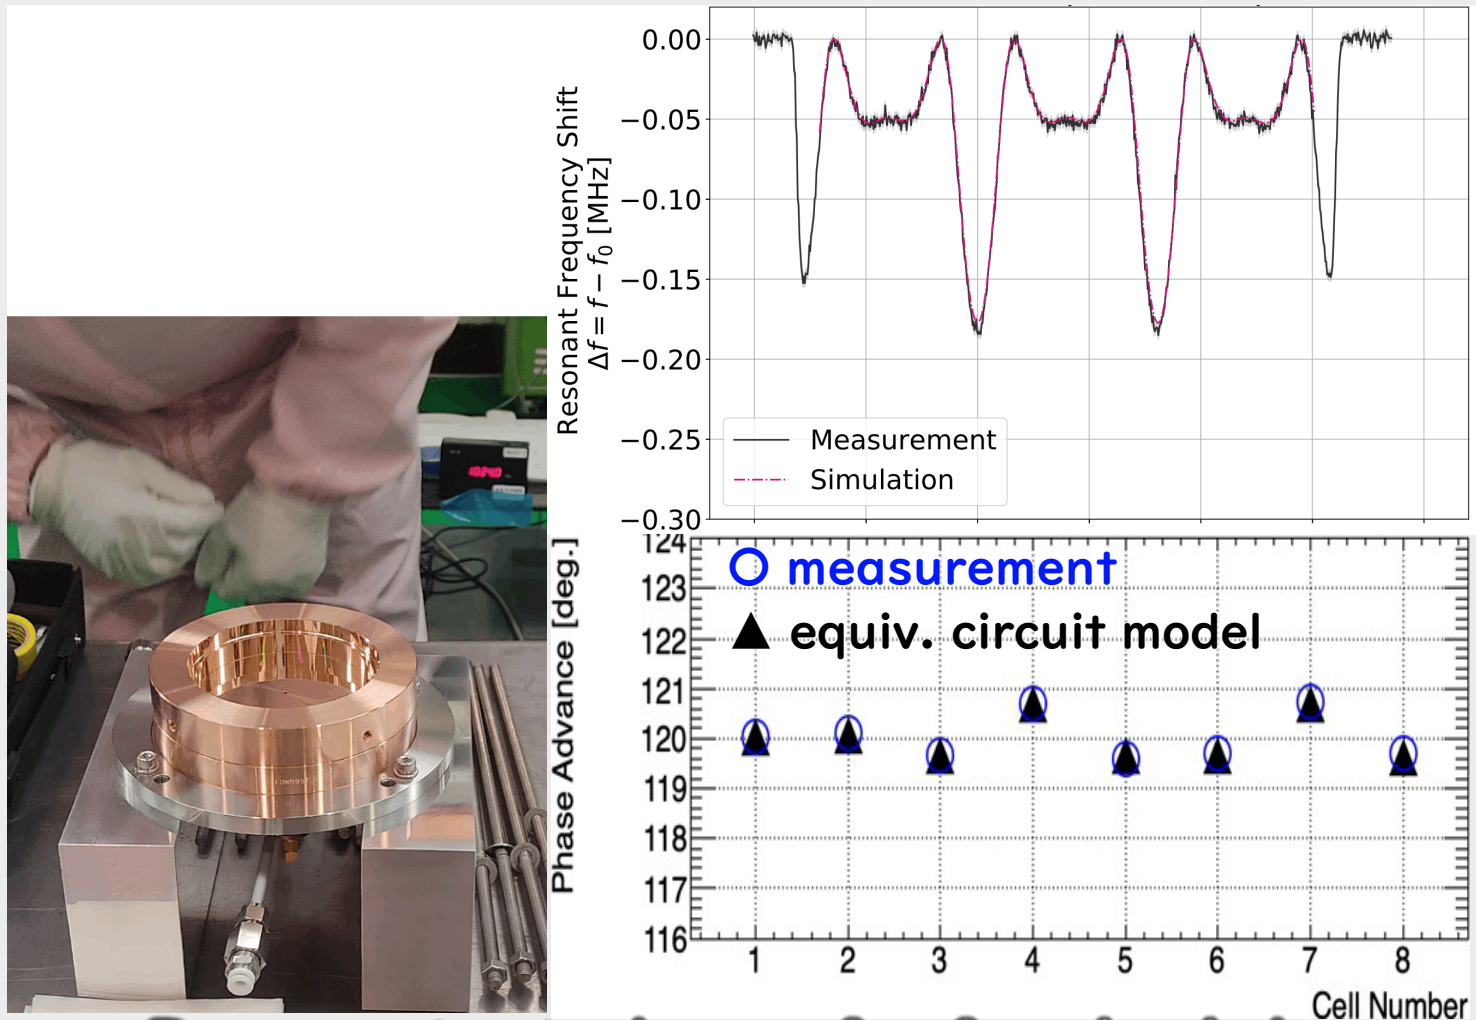 0.00
−0.05
−0.10
−0.15
−0.20
−0.25
−0.30
Resonant Frequency Shift
Δf = f − f₀ [MHz]
Measurement
Simulation
124
123
122
121
120
119
118
117
116
Phase Advance [deg.]
measurement
equiv. circuit model
1 2 3 4 5 6 7 8
Cell Number